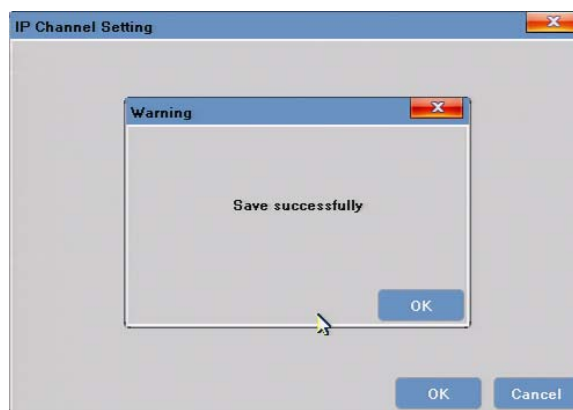 IP Channel Setting
Warning
Save successfully
OK
OK
Cancel